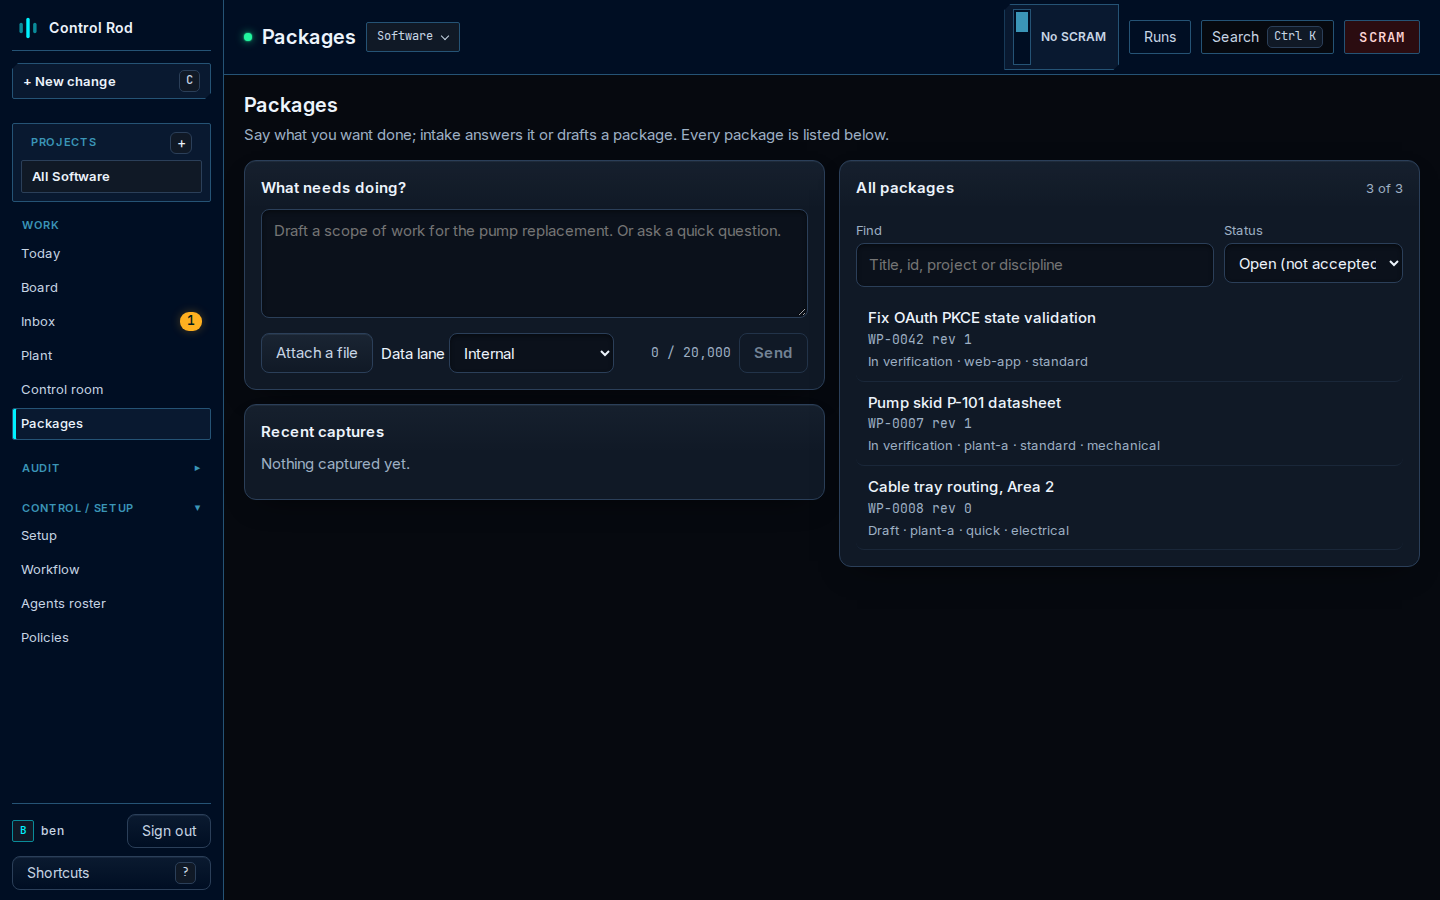 Control Rod
+ New change C
PROJECTS +
All Software
WORK
Today
Board
Inbox 1
Plant
Control room
Packages
AUDIT
CONTROL / SETUP
Setup
Workflow
Agents roster
Policies
B ben Sign out
Shortcuts ?
Packages Software No SCRAM Runs Search Ctrl K SCRAM
Packages
Say what you want done; intake answers it or drafts a package. Every package is listed below.
What needs doing?
Draft a scope of work for the pump replacement. Or ask a quick question.
Attach a file Data lane Internal 0 / 20,000 Send
Recent captures
Nothing captured yet.
All packages 3 of 3
Find Status
Title, id, project or discipline Open (not accepted
Fix OAuth PKCE state validation
WP-0042 rev 1
In verification · web-app · standard
Pump skid P-101 datasheet
WP-0007 rev 1
In verification · plant-a · standard · mechanical
Cable tray routing, Area 2
WP-0008 rev 0
Draft · plant-a · quick · electrical